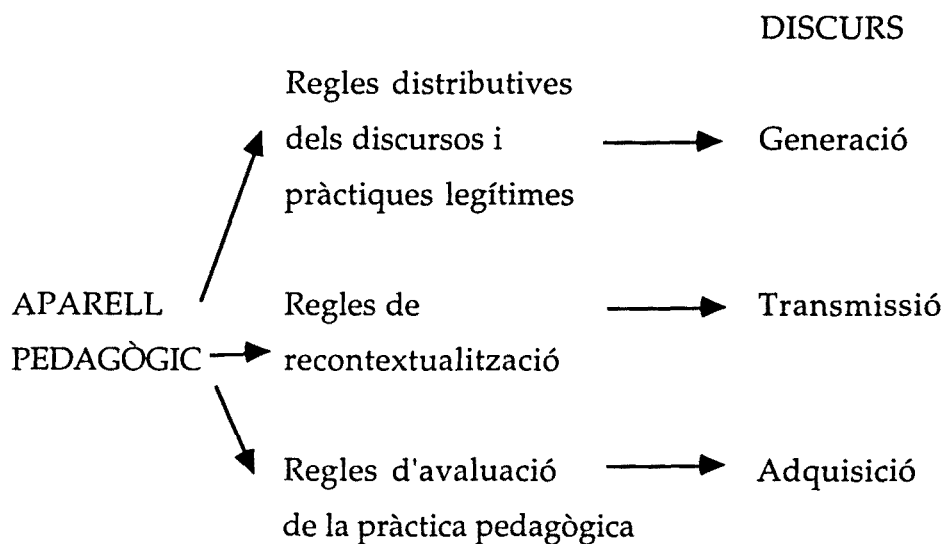 DISCURS
Regles distributives
dels discursos i
pràctiques legítimes
Generació
APARELL
PEDAGÒGIC
Regles de
recontextualització
Transmissió
Regles d'avaluació
de la pràctica pedagògica
Adquisició